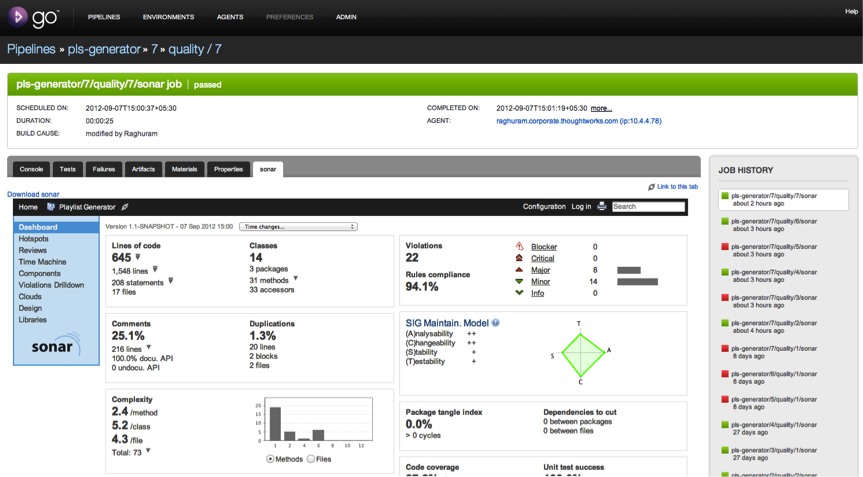 go™
PIPELINES ENVIRONMENTS AGENTS PREFERENCES ADMIN
Help
Pipelines » pls-generator » 7 » quality / 7
pls-generator/7/quality/7/sonar job | passed
SCHEDULED ON: 2012-09-07T15:00:37+05:30
DURATION: 00:00:25
BUILD CAUSE: modified by Raghuram
COMPLETED ON: 2012-09-07T15:01:19+05:30 more...
AGENT: raghuram.corporate.thoughtworks.com (ip:10.4.4.78)
Console Tests Failures Artifacts Materials Properties sonar
Link to this tab
Download sonar
Home Playlist Generator
Configuration Log in Search
Dashboard
Hotspots
Reviews
Time Machine
Components
Violations Drilldown
Clouds
Design
Libraries
sonar
Version 1.1-SNAPSHOT - 07 Sep 2012 15:00 Time changes...
Lines of code
645
1,548 lines
208 statements
17 files
Classes
14
3 packages
31 methods
33 accessors
Violations
22
Rules compliance
94.1%
Blocker 0
Critical 0
Major 8
Minor 14
Info 0
Comments
25.1%
216 lines
100.0% docu. API
0 undocu. API
Duplications
1.3%
20 lines
2 blocks
2 files
SIG Maintain. Model
(A)nalysability ++
(C)hangeability ++
(S)tability +
(T)estability +
T
S A
C
Complexity
2.4 /method
5.2 /class
4.3 /file
Total: 73
20
15
10
5
0
1 2 4 6 8 10 12
Methods Files
Package tangle index
0.0%
> 0 cycles
Dependencies to cut
0 between packages
0 between files
Code coverage
Unit test success
JOB HISTORY
pls-generator/7/quality/7/sonar
about 2 hours ago
pls-generator/7/quality/6/sonar
about 3 hours ago
pls-generator/7/quality/5/sonar
about 3 hours ago
pls-generator/7/quality/4/sonar
about 3 hours ago
pls-generator/7/quality/3/sonar
about 3 hours ago
pls-generator/7/quality/2/sonar
about 4 hours ago
pls-generator/7/quality/1/sonar
6 days ago
pls-generator/6/quality/1/sonar
8 days ago
pls-generator/5/quality/1/sonar
8 days ago
pls-generator/4/quality/1/sonar
27 days ago
pls-generator/3/quality/1/sonar
27 days ago